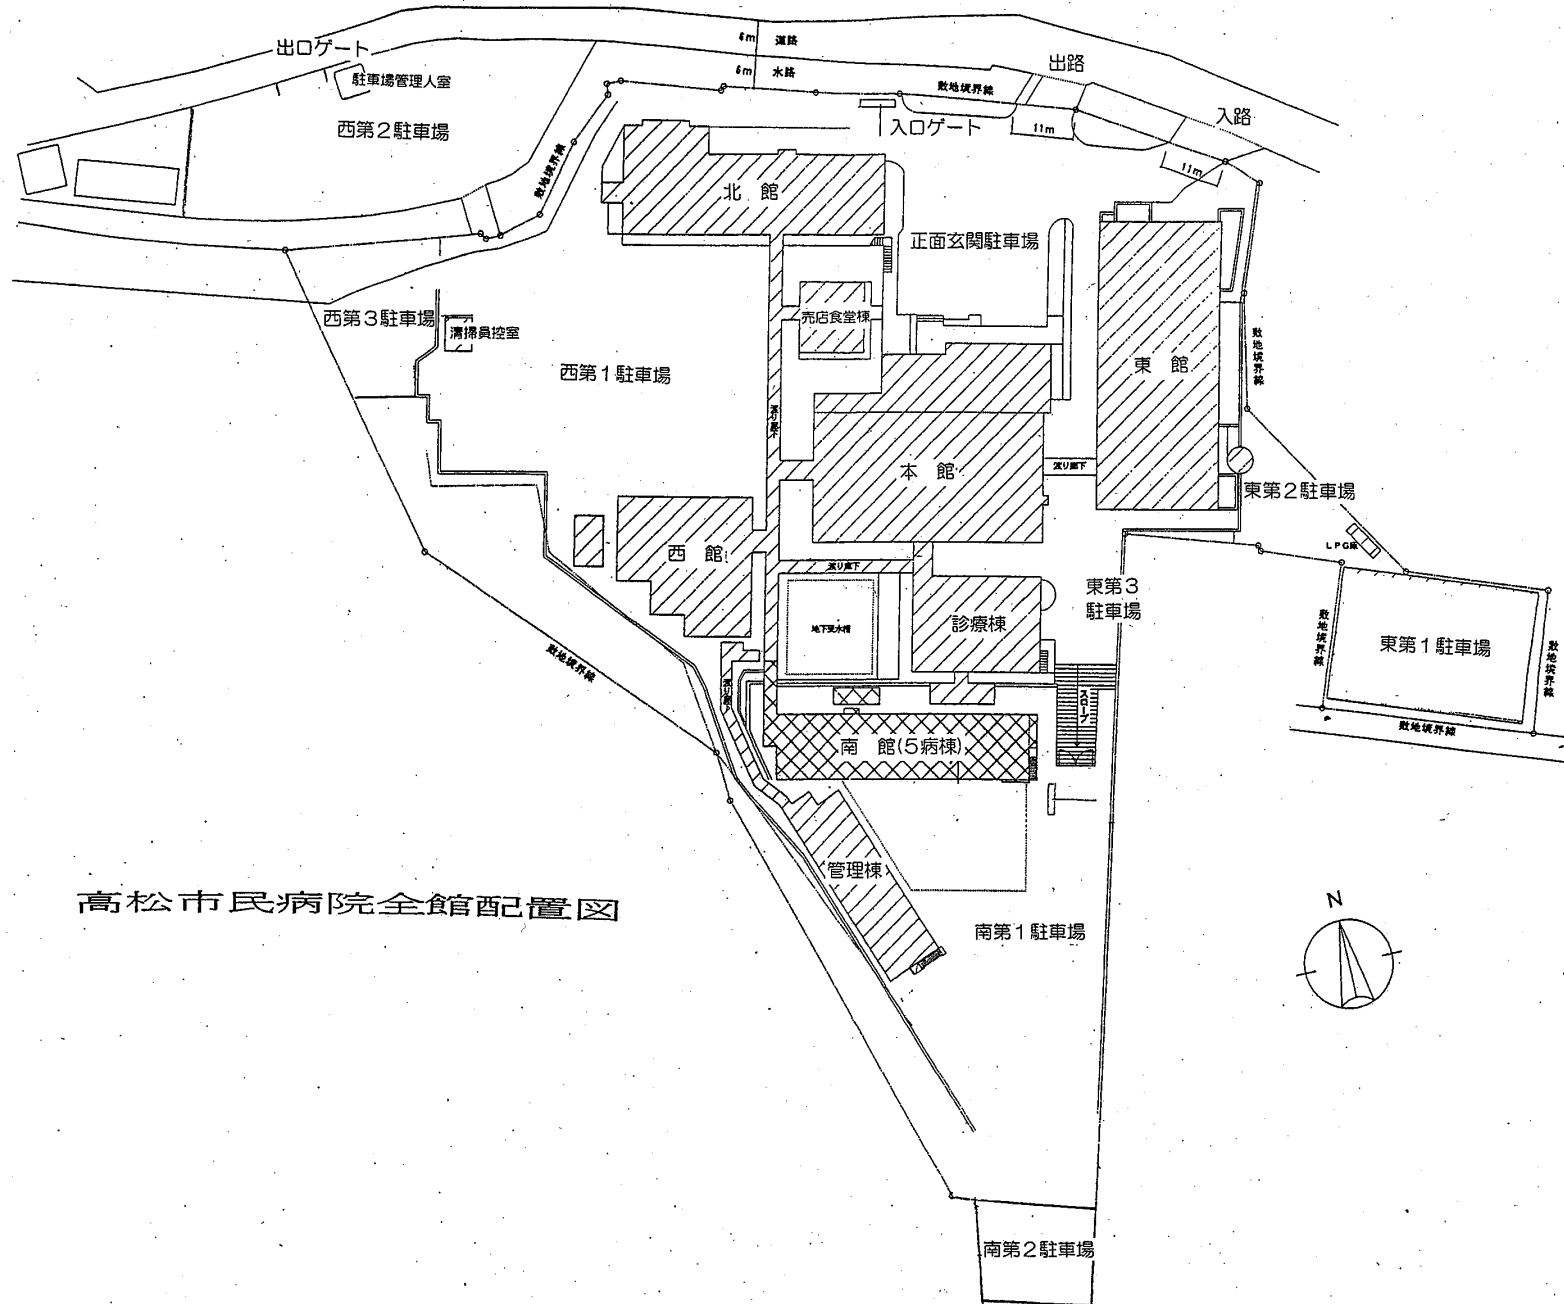 出口ゲート
6m 道路
出路
駐車場管理人室
6m 水路
敷地境界線
入路
西第2駐車場
入口ゲート
11m
11m
敷地境界線
北 館
正面玄関駐車場
西第3駐車場
清掃員控室
売店食堂棟
敷地境界線
西第1駐車場
東 館
渡り廊下
本 館
渡り廊下
東第2駐車場
西 館
LPG庫
渡り廊下
東第3
駐車場
地下受水槽
診療棟
敷地境界線
東第1駐車場
敷地境界線
敷地境界線
渡り廊下
スロープ
敷地境界線
南 館(5病棟)
管理棟
高松市民病院全館配置図
N
南第1駐車場
南第2駐車場